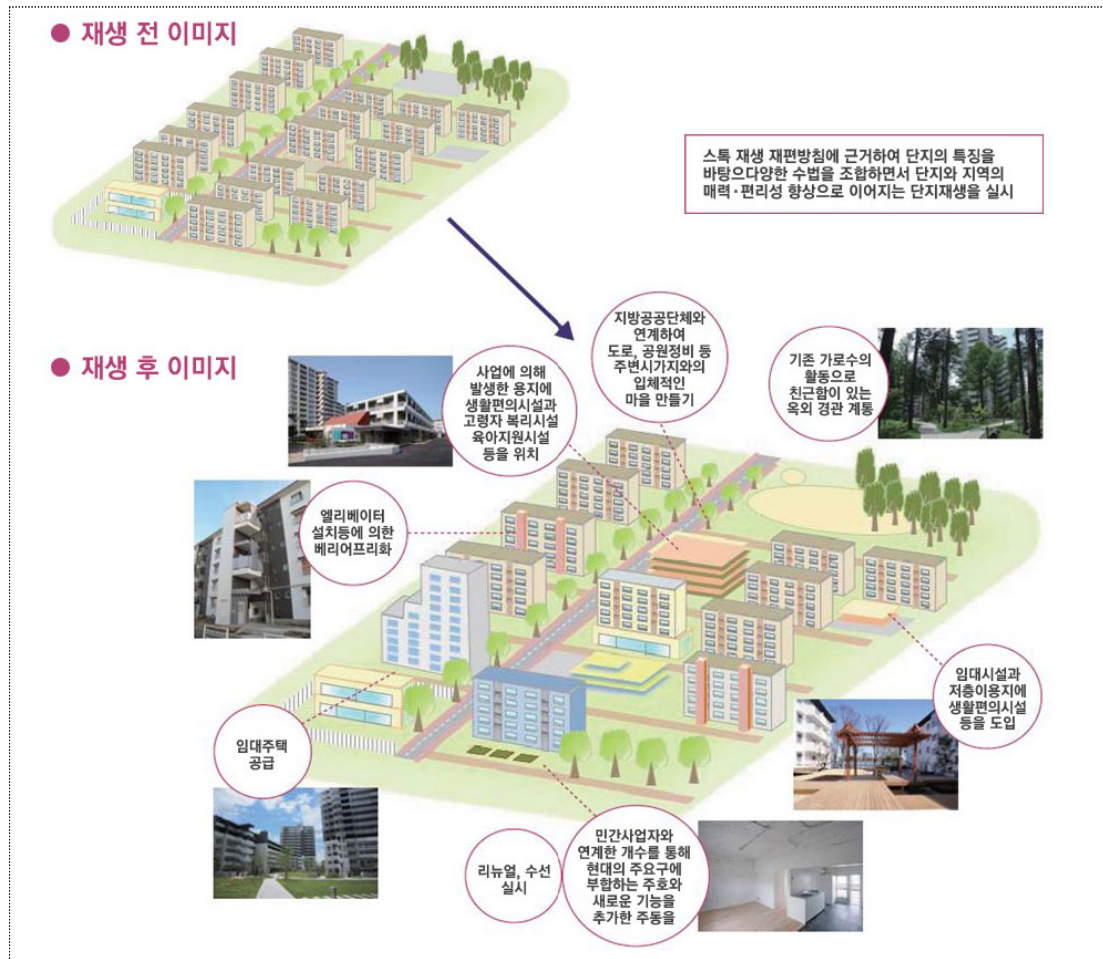 ● 재생 전 이미지
스톡 재생 재편방침에 근거하여 단지의 특징을
바탕으다양한 수법을 조합하면서 단지와 지역의
매력·편리성 향상으로 이어지는 단지재생을 실시
● 재생 후 이미지
사업에 의해
발생한 용지에
생활편의시설과
고령자 복리시설
육아지원시설
등을 위치
지방공공단체와
연계하여
도로, 공원정비 등
주변시가지와의
입체적인
마을 만들기
기존 가로수의
활동으로
친근함이 있는
옥외 경관 계통
엘리베이터
설치등에 의한
베리어프리화
임대시설과
저층이용지에
생활편의시설
등을 도입
임대주택
공급
리뉴얼, 수선
실시
민간사업자와
연계한 개수를 통해
현대의 주요구에
부합하는 주호와
새로운 기능을
추가한 주동을